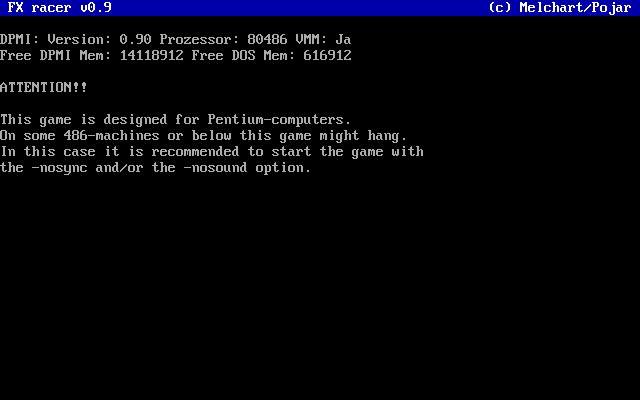 FX racer v0.9 (c) Melchart/Pojar
DPMI: Version: 0.90 Prozessor: 80486 VMM: Ja
Free DPMI Mem: 14118912 Free DOS Mem: 616912
ATTENTION!!
This game is designed for Pentium-computers.
On some 486-machines or below this game might hang.
In this case it is recommended to start the game with
the -nosync and/or the -nosound option.